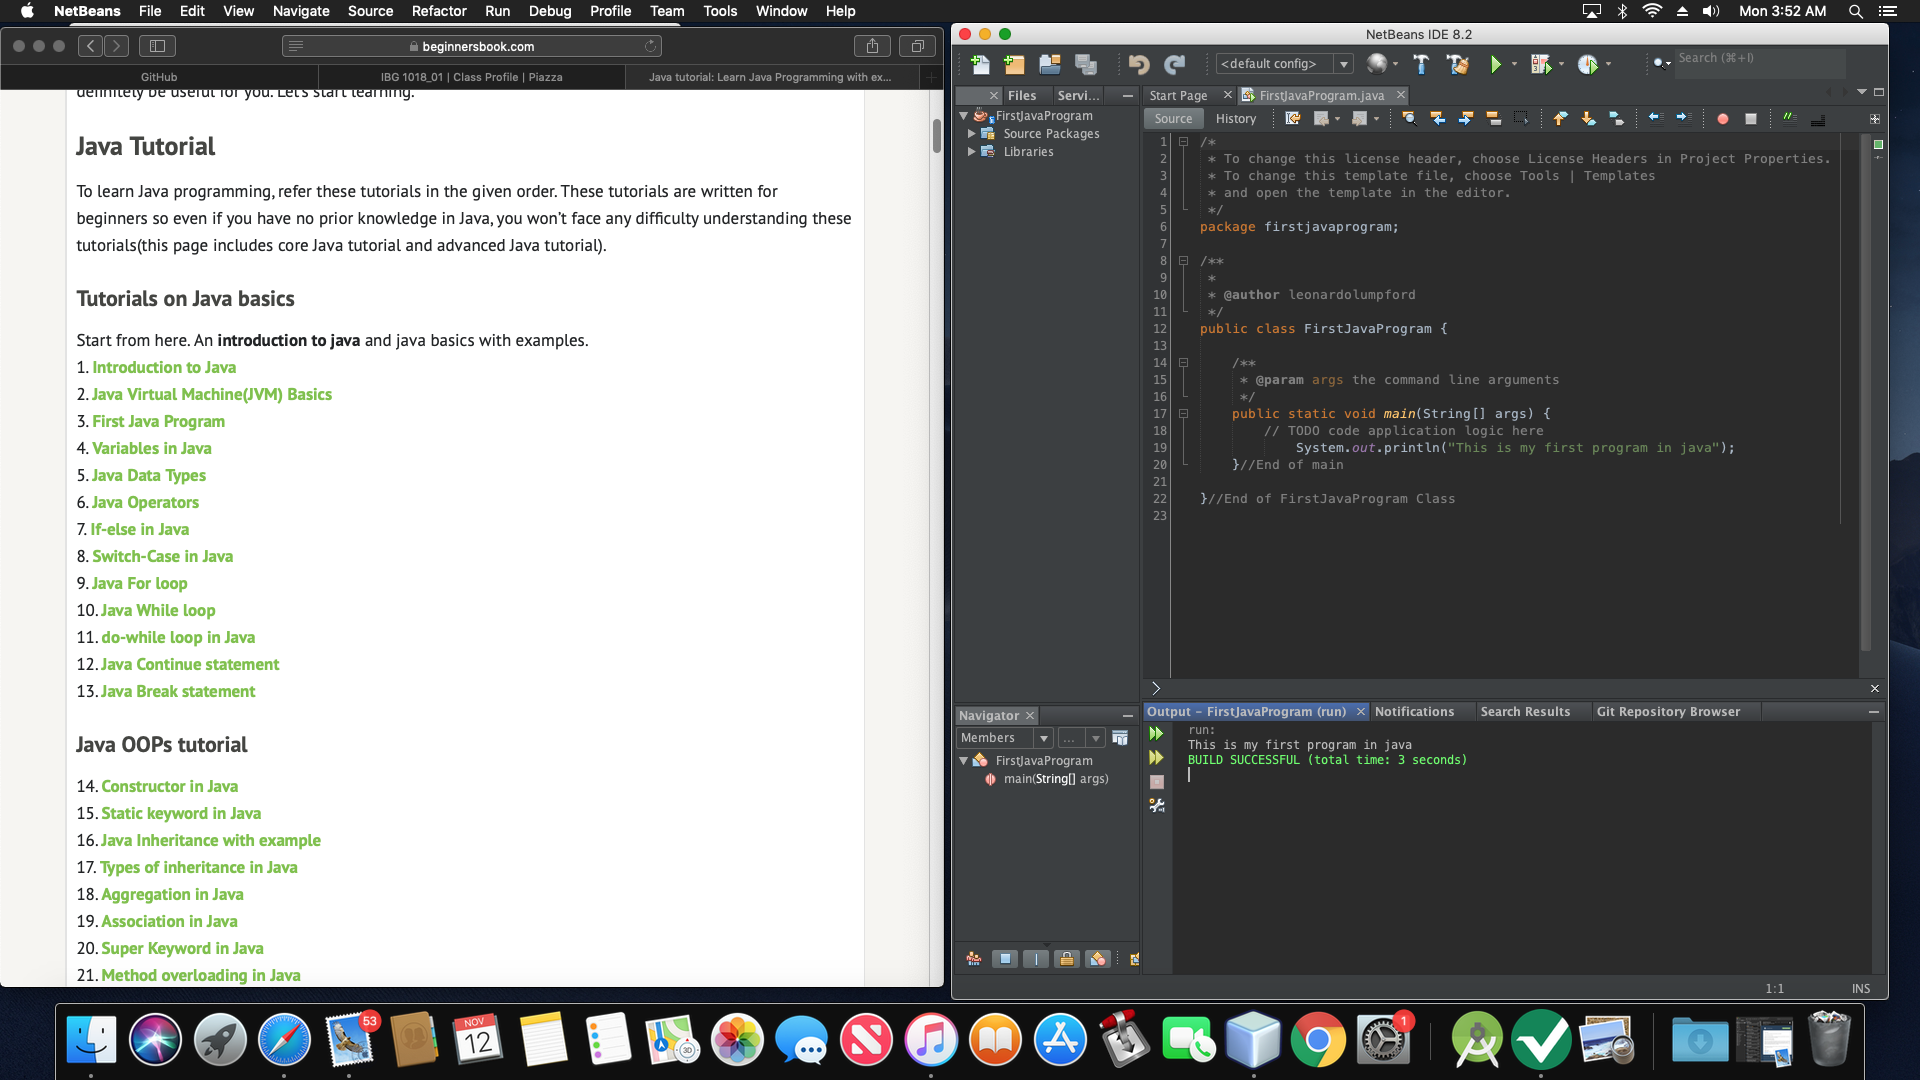 NetBeans File Edit View Navigate Source Refactor Run Debug Profile Team Tools Window Help Mon 3:52 AM
beginnersbook.com
GitHub
IBG 1018_01 | Class Profile | Piazza
Java tutorial: Learn Java Programming with ex...
definitely be useful for you. Let's start learning.
Java Tutorial
To learn Java programming, refer these tutorials in the given order. These tutorials are written for
beginners so even if you have no prior knowledge in Java, you won't face any difficulty understanding these
tutorials(this page includes core Java tutorial and advanced Java tutorial).
Tutorials on Java basics
Start from here. An introduction to java and java basics with examples.
1. Introduction to Java
2. Java Virtual Machine(JVM) Basics
3. First Java Program
4. Variables in Java
5. Java Data Types
6. Java Operators
7. If-else in Java
8. Switch-Case in Java
9. Java For loop
10. Java While loop
11. do-while loop in Java
12. Java Continue statement
13. Java Break statement
Java OOPs tutorial
14. Constructor in Java
15. Static keyword in Java
16. Java Inheritance with example
17. Types of inheritance in Java
18. Aggregation in Java
19. Association in Java
20. Super Keyword in Java
21. Method overloading in Java
NetBeans IDE 8.2
<default config>
Search (⌘+I)
Files
Servi...
Start Page
FirstJavaProgram.java
FirstJavaProgram
Source Packages
Libraries
Source
History
1 /*
2 * To change this license header, choose License Headers in Project Properties.
3 * To change this template file, choose Tools | Templates
4 * and open the template in the editor.
5 */
6 package firstjavaprogram;
7
8 /**
9 *
10 * @author leonardolumpford
11 */
12 public class FirstJavaProgram {
13
14 /**
15 * @param args the command line arguments
16 */
17 public static void main(String[] args) {
18 // TODO code application logic here
19 System.out.println("This is my first program in java");
20 }//End of main
21
22 }//End of FirstJavaProgram Class
23
Navigator
Members
...
FirstJavaProgram
main(String[] args)
Output - FirstJavaProgram (run)
Notifications
Search Results
Git Repository Browser
run:
This is my first program in java
BUILD SUCCESSFUL (total time: 3 seconds)
1:1
INS
53
NOV
12
3D
1